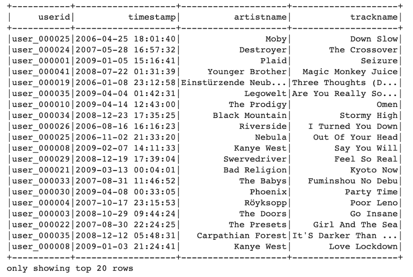 +-----------+-------------------+--------------------+--------------------+
|     userid|          timestamp|          artistname|           trackname|
+-----------+-------------------+--------------------+--------------------+
|user_000025|2006-04-25 18:01:40|                Moby|           Down Slow|
|user_000024|2007-05-28 16:57:32|           Destroyer|       The Crossover|
|user_000001|2009-01-05 15:16:41|               Plaid|             Seizure|
|user_000041|2008-07-22 01:31:39|     Younger Brother|  Magic Monkey Juice|
|user_000019|2006-01-08 23:12:58|Einstürzende Neub...|Three Thoughts (D...|
|user_000035|2009-04-04 01:42:31|            Legowelt|Are You Really So...|
|user_000010|2009-04-14 12:43:00|         The Prodigy|                Omen|
|user_000034|2008-12-23 17:35:25|      Black Mountain|         Stormy High|
|user_000026|2006-08-16 16:16:23|           Riverside|   I Turned You Down|
|user_000025|2006-11-02 21:33:20|              Nebula|    Out Of Your Head|
|user_000008|2009-02-07 14:11:33|          Kanye West|        Say You Will|
|user_000029|2008-12-19 17:39:04|         Swervedriver|        Feel So Real|
|user_000021|2009-03-13 00:04:01|        Bad Religion|           Kyoto Now|
|user_000033|2007-08-31 11:46:52|           The Babys|   Fuminshou No Debu|
|user_000030|2009-04-08 00:33:05|             Phoenix|          Party Time|
|user_000004|2007-10-17 23:15:53|            Röyksopp|           Poor Leno|
|user_000003|2008-10-29 09:44:24|           The Doors|           Go Insane|
|user_000022|2007-08-30 22:24:25|         The Presets|    Girl And The Sea|
|user_000035|2008-12-12 05:48:31|   Carpathian Forest|It'S Darker Than ...|
|user_000008|2009-01-03 21:24:41|          Kanye West|       Love Lockdown|
+-----------+-------------------+--------------------+--------------------+
only showing top 20 rows